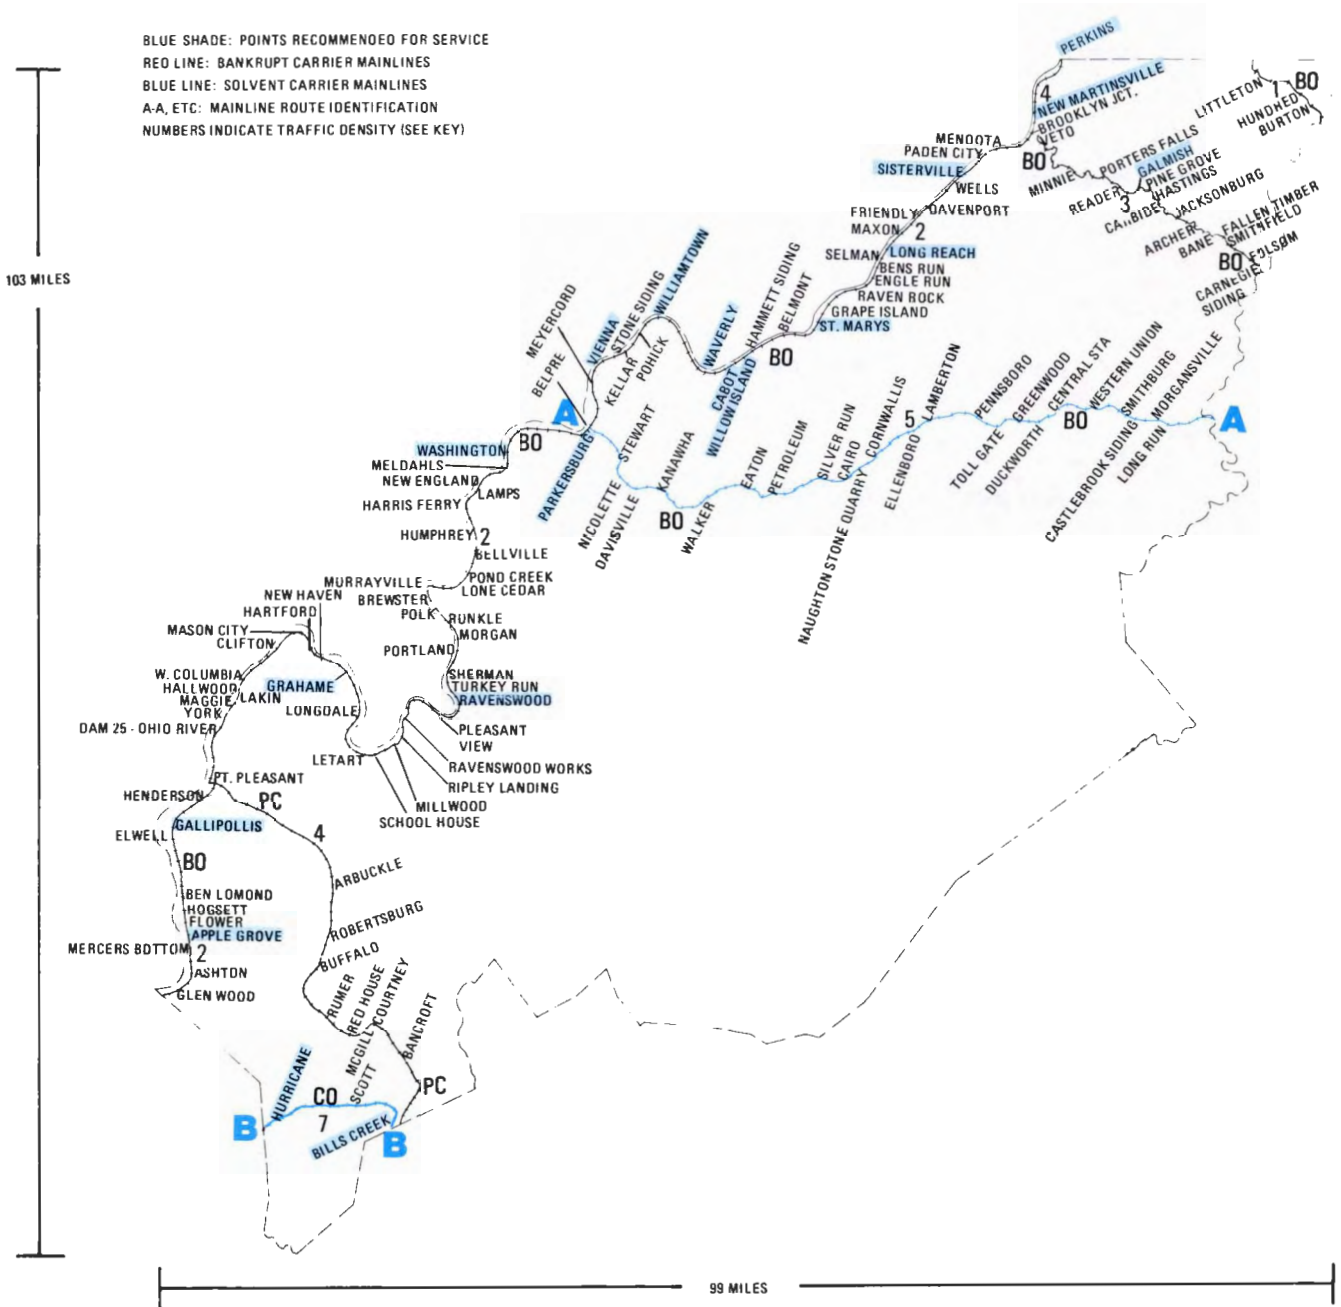 BLUE SHADE: POINTS RECOMMENDED FOR SERVICE
RED LINE: BANKRUPT CARRIER MAINLINES
BLUE LINE: SOLVENT CARRIER MAINLINES
A-A, ETC: MAINLINE ROUTE IDENTIFICATION
NUMBERS INDICATE TRAFFIC DENSITY (SEE KEY)
103 MILES
99 MILES
PERKINS
4
NEW MARTINSVILLE
BROOKLYN JCT.
VETO
MENDOTA
PADEN CITY
SISTERVILLE
WELLS
FRIENDLY
DAVENPORT
MAXON
2
SELMAN
LONG REACH
BENS RUN
ENGLE RUN
RAVEN ROCK
GRAPE ISLAND
ST. MARYS
BO
LITTLETON
1
BO
HUNDRED
BURTON
MINNIE
PORTERS FALLS
GALMISH
PINE GROVE
HASTINGS
READER
3
JACKSONBURG
ARCHER
BANE
FALLEN TIMBER
SMITHFIELD
BO
FOLSOM
CARNEGIE
SIDING
BELMONT
HAMMETT SIDING
BO
WAVERLY
CABOT
WILLOW ISLAND
WILLIAMTOWN
STONE SIDING
VIENNA
POHICK
KELLAR
MEYERCORD
BELPRE
A
PARKERSBURG
STEWART
NICOLETTE
DAVISVILLE
KANAWHA
BO
WALKER
EATON
PETROLEUM
SILVER RUN
CAIRO
CORNWALLIS
NAUGHTON STONE QUARRY
5
ELLENBORO
LAMBERTON
PENNSBORO
TOLL GATE
GREENWOOD
DUCKWORTH
CENTRAL STA
BO
WESTERN UNION
SMITHBURG
CASTLEBROOK SIDING
LONG RUN
MORGANSVILLE
A
BO
WASHINGTON
MELDAHLS
NEW ENGLAND
LAMPS
HARRIS FERRY
HUMPHREY
2
BELLVILLE
POND CREEK
LONE CEDAR
MURRAYVILLE
BREWSTER
POLK
RUNKLE
MORGAN
PORTLAND
SHERMAN
TURKEY RUN
RAVENSWOOD
PLEASANT
VIEW
RAVENSWOOD WORKS
RIPLEY LANDING
MILLWOOD
SCHOOL HOUSE
LETART
LONGDALE
GRAHAME
NEW HAVEN
HARTFORD
MASON CITY
CLIFTON
W. COLUMBIA
HALLWOOD
MAGGIE
LAKIN
YORK
DAM 25 - OHIO RIVER
PT. PLEASANT
HENDERSON
PC
GALLIPOLLIS
ELWELL
4
BO
ARBUCKLE
BEN LOMOND
HOGSETT
FLOWER
APPLE GROVE
ROBERTSBURG
MERCERS BOTTOM
2
BUFFALO
ASHTON
GLEN WOOD
RUMER
RED HOUSE
COURTNEY
MCGILL
BANCROFT
SCOTT
PC
HURRICANE
CO
7
B
BILLS CREEK
B